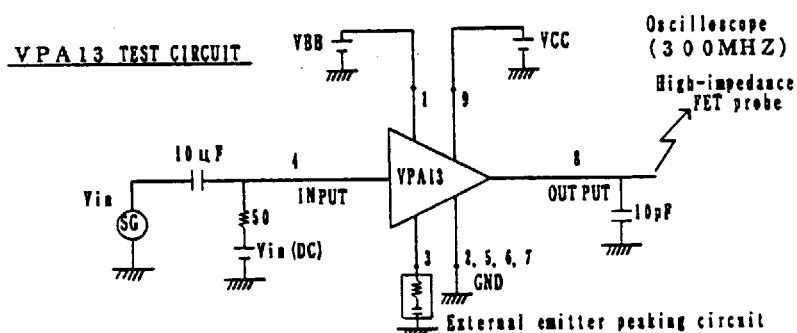 VPA13 TEST CIRCUIT
VBB
VCC
Oscilloscope
(300MHZ)
High-impedance
FET probe
1
9
10μF
4
8
Vin
SG
INPUT
VPA13
OUTPUT
50
10pF
Vin(DC)
3
2, 5, 6, 7
GND
External emitter peaking circuit